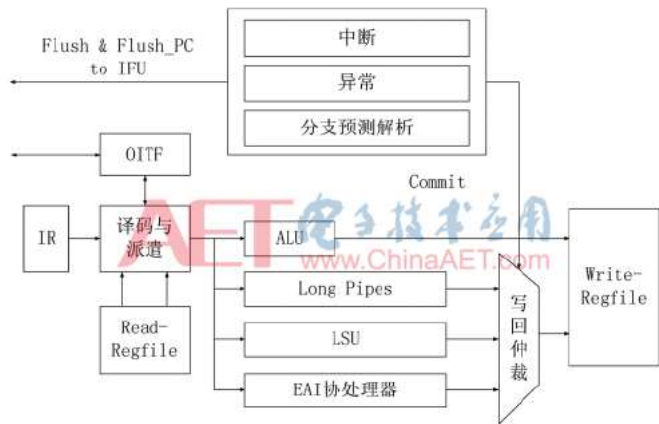 Flush & Flush_PC
to IFU
中断
异常
分支预测解析
OITF
Commit
IR
译码与
派遣
ALU
AET 电子技术应用
www.ChinaAET.com
Long Pipes
Read-
Regfile
LSU
EAI协处理器
写
回
仲
裁
Write-
Regfile